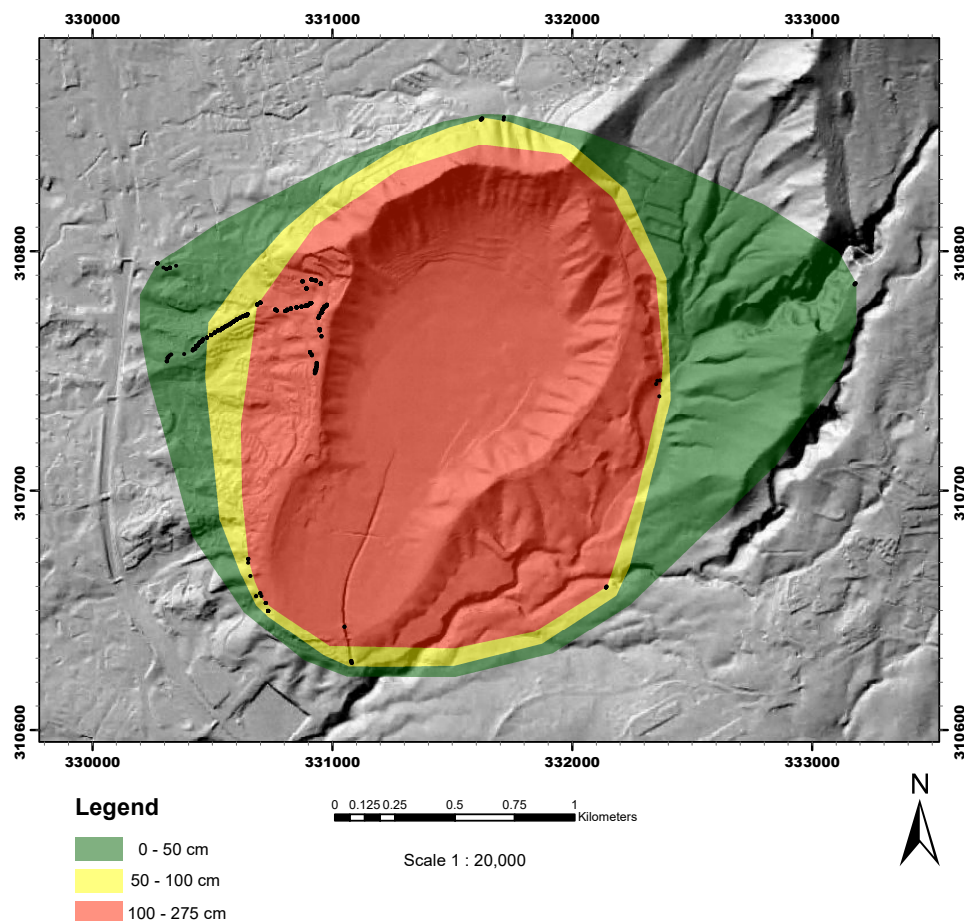 330000 331000 332000 333000
310800 310800
310700 310700
310600 310600
330000 331000 332000 333000
N
Legend
0 0.125 0.25 0.5 0.75 1
Kilometers
0 - 50 cm
Scale 1 : 20,000
50 - 100 cm
100 - 275 cm